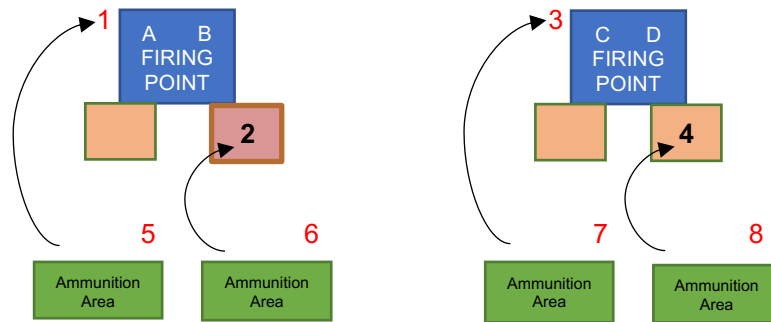 1
A B
FIRING
POINT
3
C D
FIRING
POINT
2
4
5
6
7
8
Ammunition
Area
Ammunition
Area
Ammunition
Area
Ammunition
Area